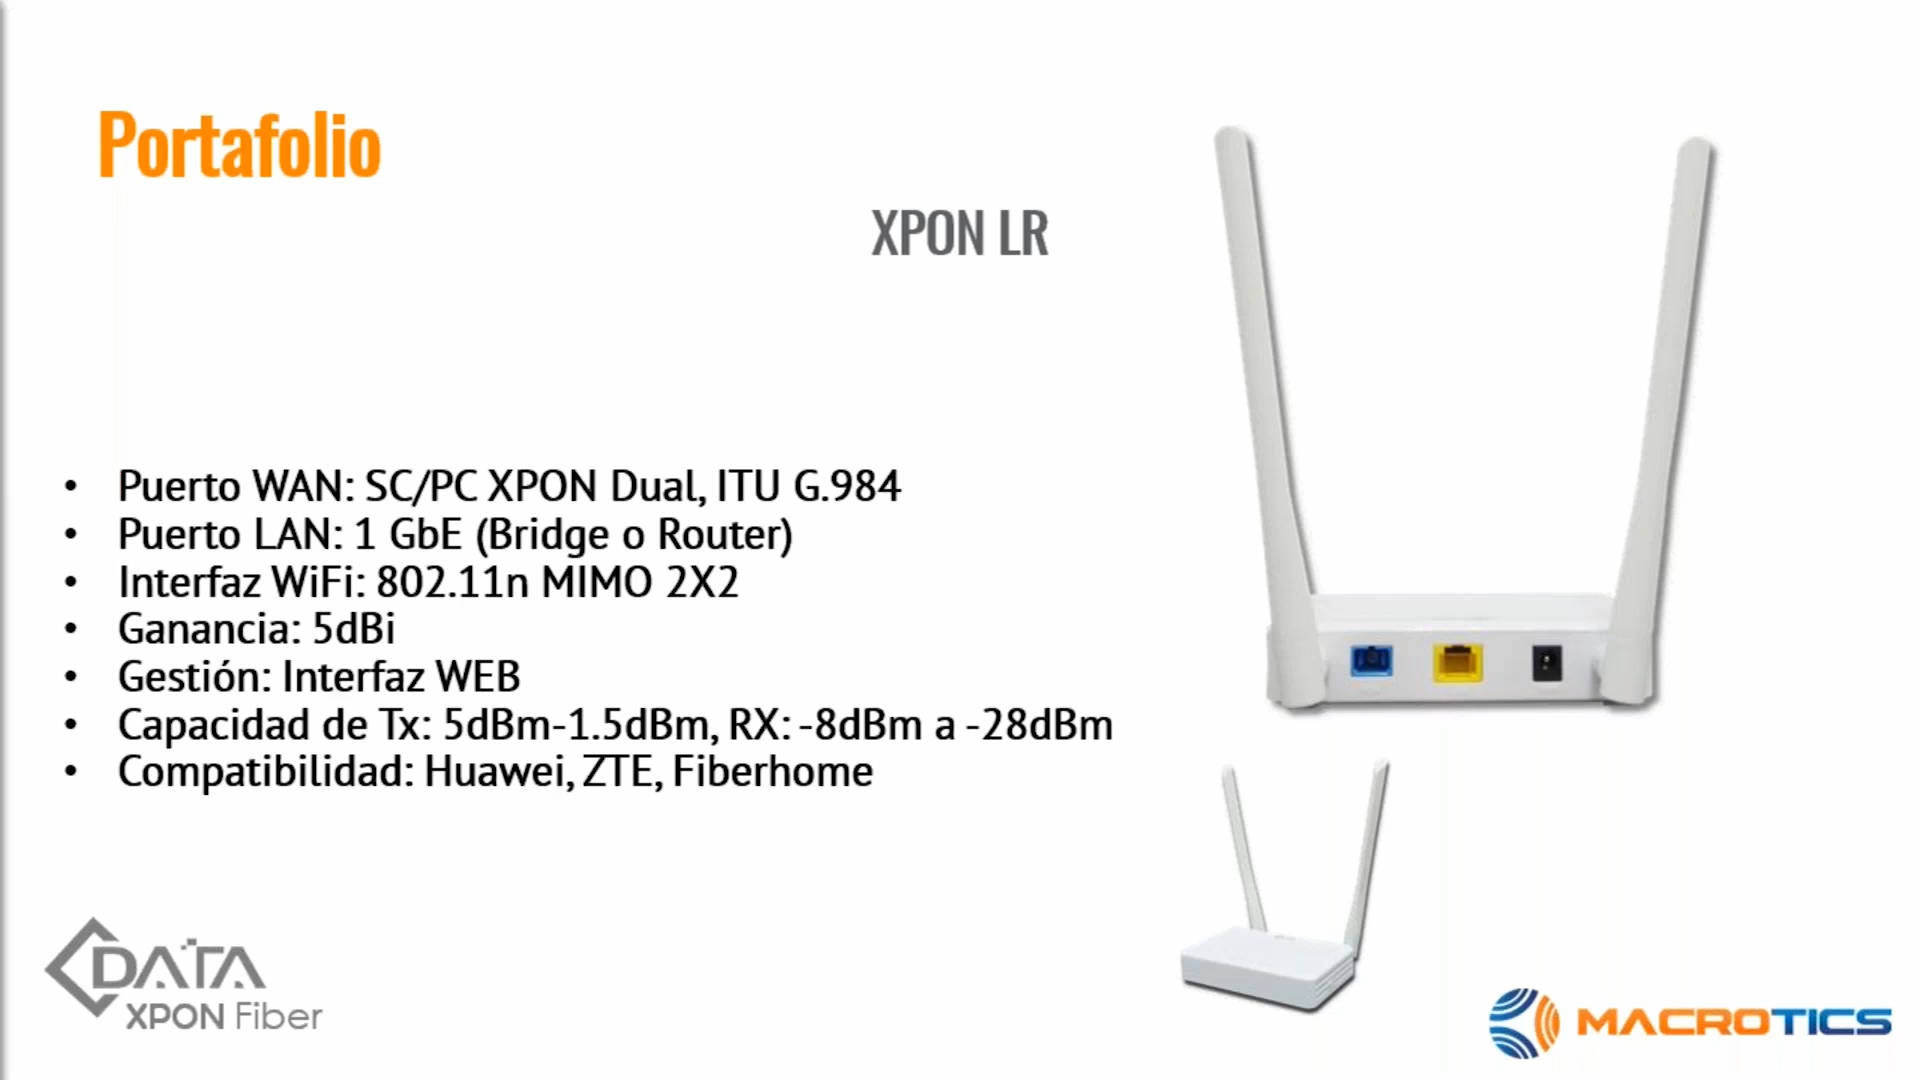 Portafolio
XPON LR
• Puerto WAN: SC/PC XPON Dual, ITU G.984
• Puerto LAN: 1 GbE (Bridge o Router)
• Interfaz WiFi: 802.11n MIMO 2X2
• Ganancia: 5dBi
• Gestión: Interfaz WEB
• Capacidad de Tx: 5dBm-1.5dBm, RX: -8dBm a -28dBm
• Compatibilidad: Huawei, ZTE, Fiberhome
DATA
XPON Fiber
MACROTICS